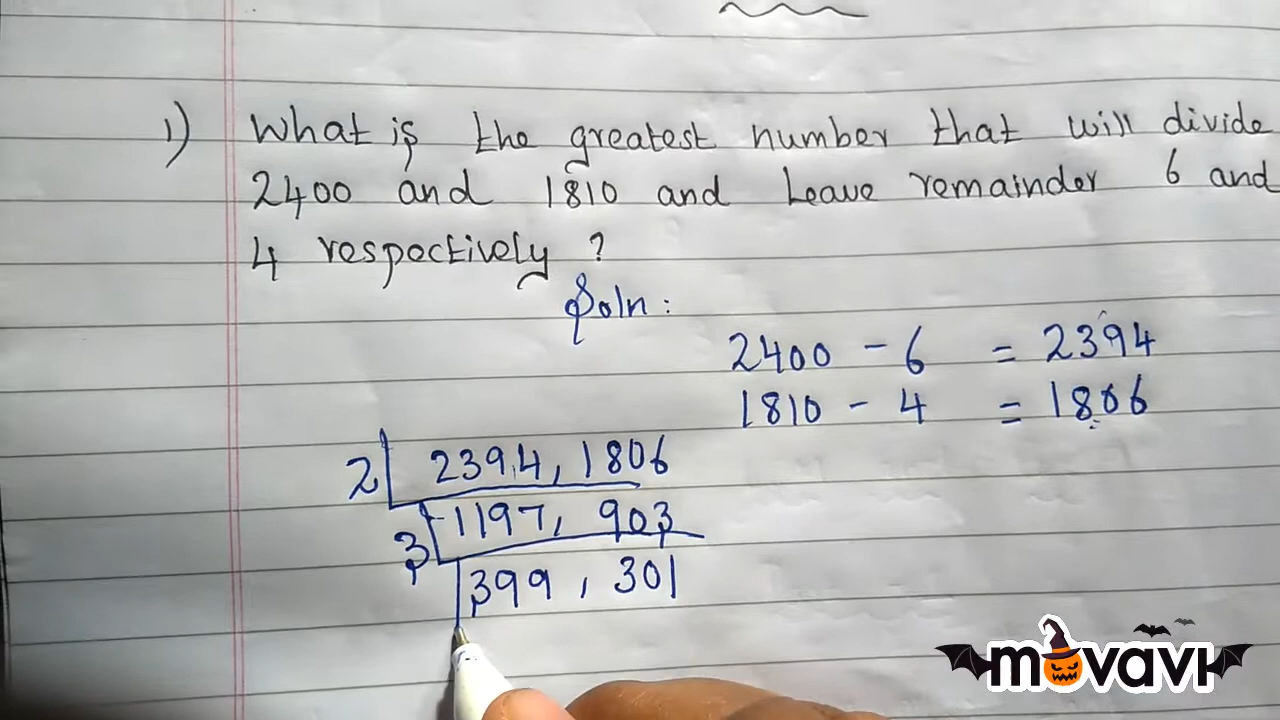 1) What is the greatest number that will divide
2400 and 1810 and Leave remainder 6 and
4 respectively ?
Soln :
2400 - 6 = 2394
1810 - 4 = 1806
2 2394, 1806
3 1197, 903
399, 301
movavi